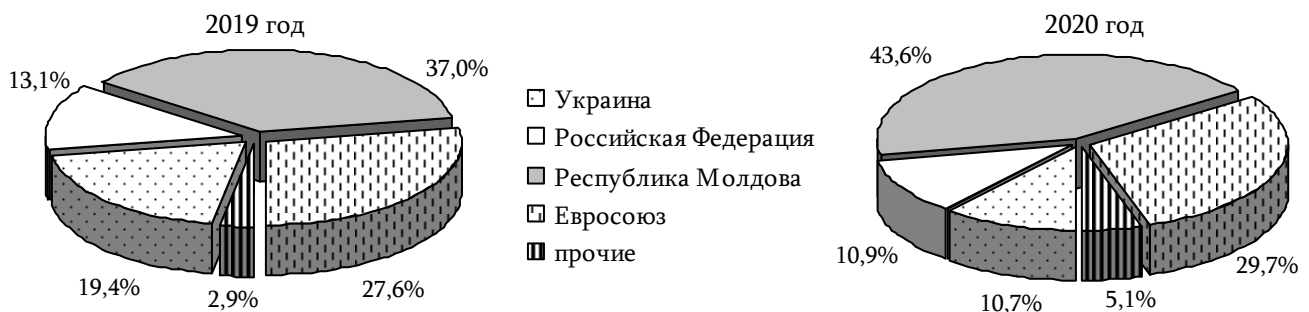 2019 год
13,1%
37,0%
19,4%
2,9%
27,6%
Украина
Российская Федерация
Республика Молдова
Евросоюз
прочие
2020 год
43,6%
10,9%
10,7%
5,1%
29,7%